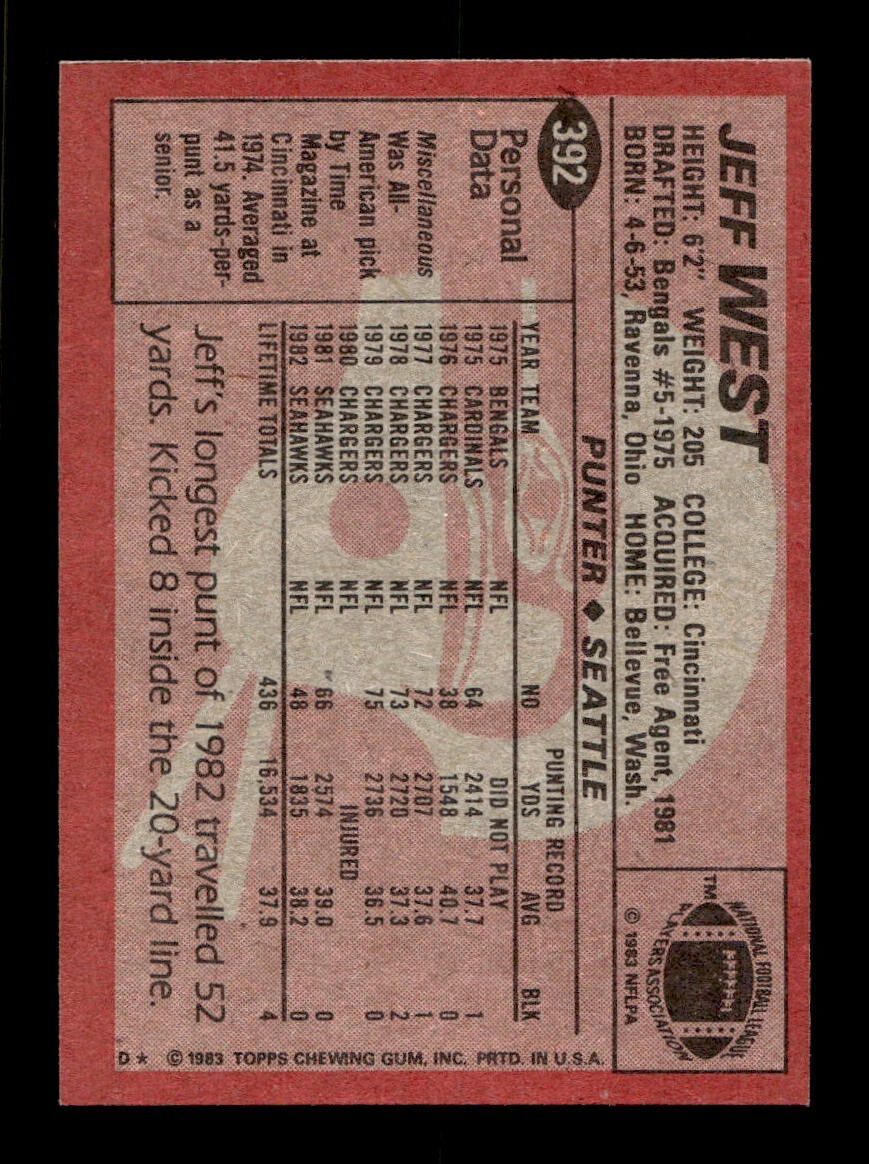 JEFF WEST
HEIGHT: 6'2" WEIGHT: 205 COLLEGE: Cincinnati
DRAFTED: Bengals #5-1975 ACQUIRED: Free Agent, 1981
BORN: 4-6-53, Ravenna, Ohio HOME: Bellevue, Wash.
NATIONAL FOOTBALL LEAGUE
PLAYERS ASSOCIATION
TM
© 1983 NFLPA
392
PUNTER ◆ SEATTLE
Personal
Data
Miscellaneous
Was All-
American pick
by Time
Magazine at
Cincinnati in
1974. Averaged
41.5 yards-per-
punt as a
senior.
PUNTING RECORD
YEAR TEAM NO YDS AVG BLK
1975 BENGALS NFL DID NOT PLAY
1975 CARDINALS NFL 64 2414 37.7 1
1976 CHARGERS NFL 38 1548 40.7 0
1977 CHARGERS NFL 72 2707 37.6 1
1978 CHARGERS NFL 73 2720 37.3 2
1979 CHARGERS NFL 75 2736 36.5 0
1980 CHARGERS NFL INJURED
1981 SEAHAWKS NFL 66 2574 39.0 0
1982 SEAHAWKS NFL 48 1835 38.2 0
LIFETIME TOTALS 436 16,534 37.9 4
Jeff's longest punt of 1982 travelled 52
yards. Kicked 8 inside the 20-yard line.
D★ © 1983 TOPPS CHEWING GUM, INC. PRTD. IN U.S.A.